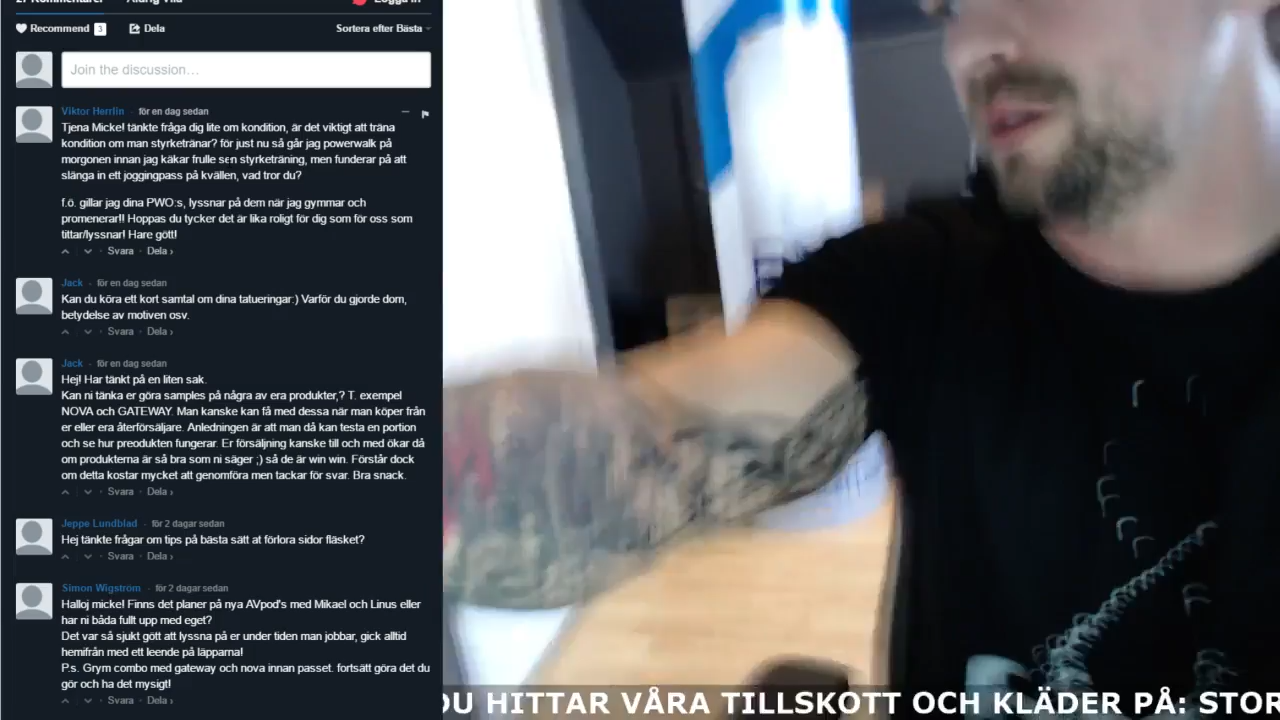 27 Kommentarer
Aldrig Vila
Logga in
Recommend 3
Dela
Sortera efter Bästa
Join the discussion…
Viktor Herrlin · för en dag sedan
Tjena Micke! tänkte fråga dig lite om kondition, är det viktigt att träna
kondition om man styrketränar? för just nu så går jag powerwalk på
morgonen innan jag käkar frulle sen styrketräning, men funderar på att
slänga in ett joggingpass på kvällen, vad tror du?
f.ö. gillar jag dina PWO:s, lyssnar på dem när jag gymmar och
promenerar!! Hoppas du tycker det är lika roligt för dig som för oss som
tittar/lyssnar! Hare gött!
Svara · Dela ›
Jack · för en dag sedan
Kan du köra ett kort samtal om dina tatueringar:) Varför du gjorde dom,
betydelse av motiven osv.
Svara · Dela ›
Jack · för en dag sedan
Hej! Har tänkt på en liten sak.
Kan ni tänka er göra samples på några av era produkter,? T. exempel
NOVA och GATEWAY. Man kanske kan få med dessa när man köper från
er eller era återförsäljare. Anledningen är att man då kan testa en portion
och se hur preodukten fungerar. Er försäljning kanske till och med ökar då
om produkterna är så bra som ni säger ;) så de är win win. Förstår dock
om detta kostar mycket att genomföra men tackar för svar. Bra snack.
Svara · Dela ›
Jeppe Lundblad · för 2 dagar sedan
Hej tänkte frågar om tips på bästa sätt at förlora sidor fläsket?
Svara · Dela ›
Simon Wigström · för 2 dagar sedan
Halloj micke! Finns det planer på nya AVpod's med Mikael och Linus eller
har ni båda fullt upp med eget?
Det var så sjukt gött att lyssna på er under tiden man jobbar, gick alltid
hemifrån med ett leende på läpparna!
P.s. Grym combo med gateway och nova innan passet. fortsätt göra det du
gör och ha det mysigt!
Svara · Dela ›
DU HITTAR VÅRA TILLSKOTT OCH KLÄDER PÅ: STOR